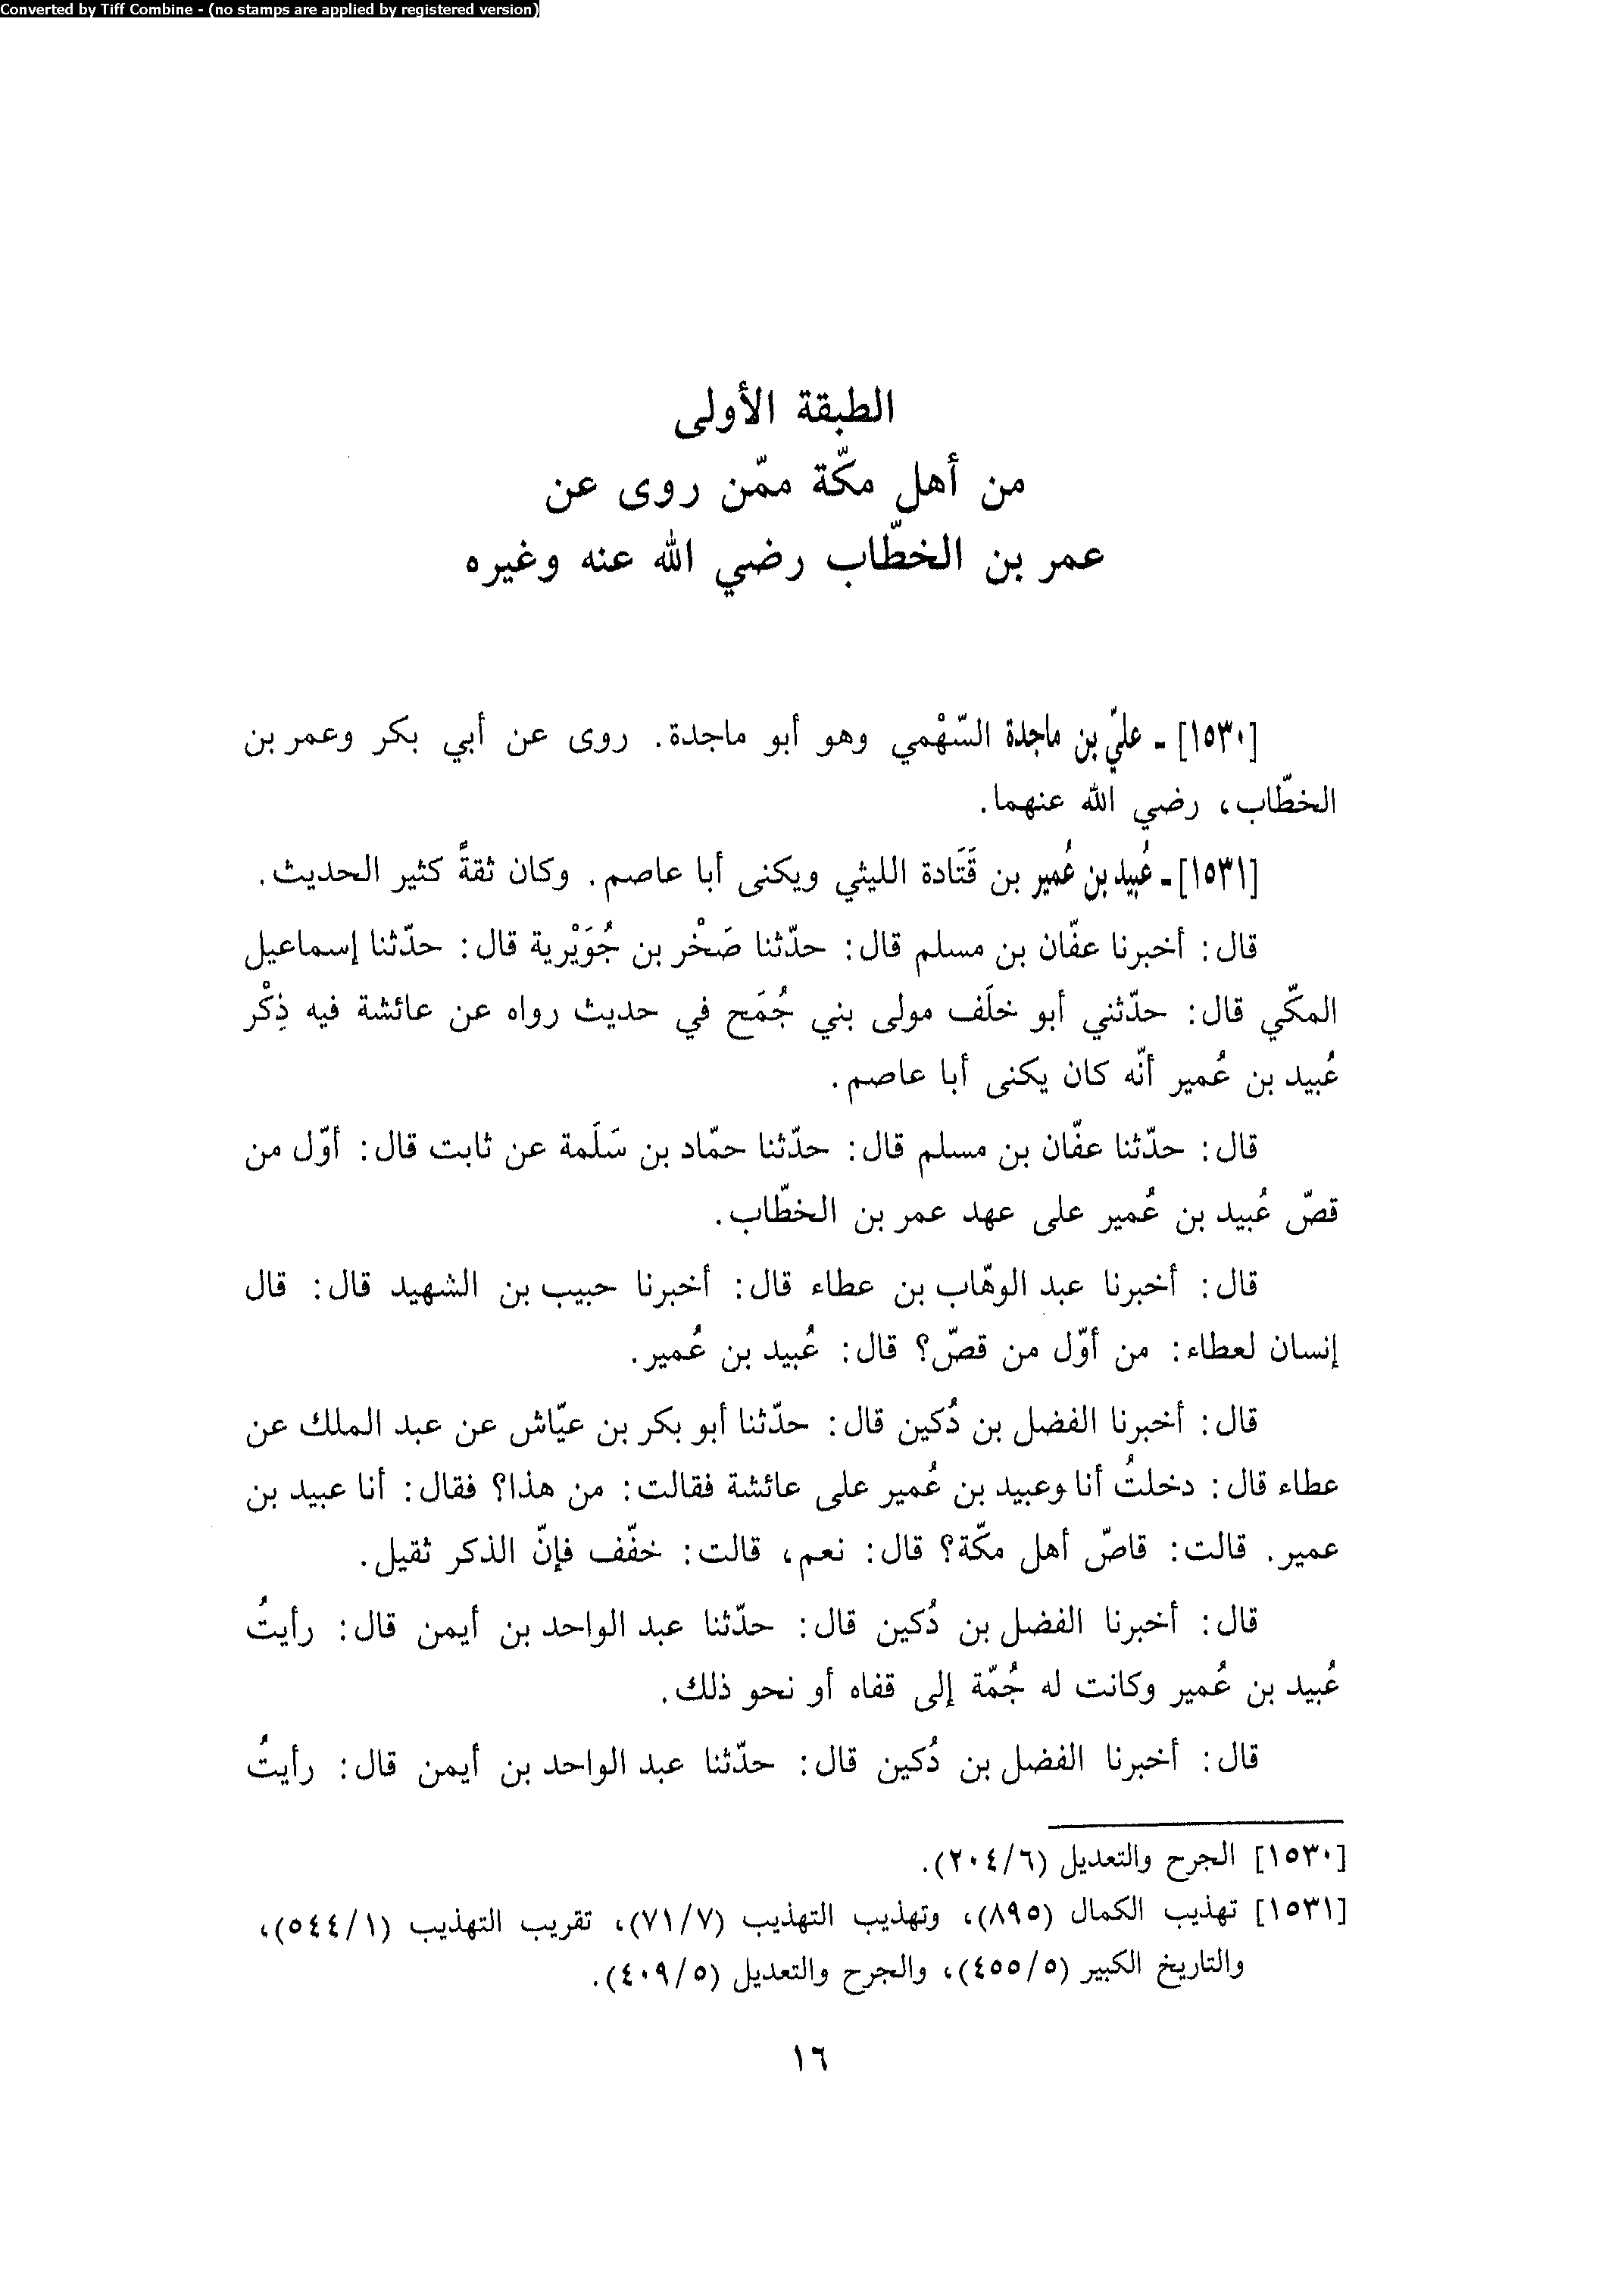 Converted by Tiff Combine - (no stamps are applied by registered version)
الطبقة الأولى
من أهل مكّة ممّن روى عن
عمر بن الخطّاب رضي الله عنه وغيره
[١٥٣٠] ـ عليّ بن ماجدة السّهْمي وهو أبو ماجدة. روى عن أبي بكر وعمر بن
الخطّاب، رضي الله عنهما.
[١٥٣١] ـ عُبيد بن عُمير بن قَتَادة الليثي ويكنى أبا عاصم. وكان ثقةً كثير الحديث.
قال: أخبرنا عفّان بن مسلم قال: حدّثنا صَخْر بن جُوَيْرية قال: حدّثنا إسماعيل
المكّي قال: حدّثني أبو خلَف مولى بني جُمَح في حديث رواه عن عائشة فيه ذِكْر
عُبيد بن عُمير أنّه كان يكنى أبا عاصم.
قال: حدّثنا عفّان بن مسلم قال: حدّثنا حمّاد بن سَلَمة عن ثابت قال: أوّل من
قصّ عُبيد بن عُمير على عهد عمر بن الخطّاب.
قال: أخبرنا عبد الوهّاب بن عطاء قال: أخبرنا حبيب بن الشهيد قال: قال
إنسان لعطاء: من أوّل من قصّ؟ قال: عُبيد بن عُمير.
قال: أخبرنا الفضل بن دُكين قال: حدّثنا أبو بكر بن عيّاش عن عبد الملك عن
عطاء قال: دخلتُ أنا وعبيد بن عُمير على عائشة فقالت: من هذا؟ فقال: أنا عبيد بن
عمير. قالت: قاصّ أهل مكّة؟ قال: نعم، قالت: خفّف فإنّ الذكر ثقيل.
قال: أخبرنا الفضل بن دُكين قال: حدّثنا عبد الواحد بن أيمن قال: رأيتُ
عُبيد بن عُمير وكانت له جُمّة إلى قفاه أو نحو ذلك.
قال: أخبرنا الفضل بن دُكين قال: حدّثنا عبد الواحد بن أيمن قال: رأيتُ
[١٥٣٠] الجرح والتعديل (٢٠٤/٦).
[١٥٣١] تهذيب الكمال (٨٩٥)، وتهذيب التهذيب (٧١/٧)، تقريب التهذيب (٥٤٤/١)،
والتاريخ الكبير (٤٥٥/٥)، والجرح والتعديل (٤٠٩/٥).
١٦